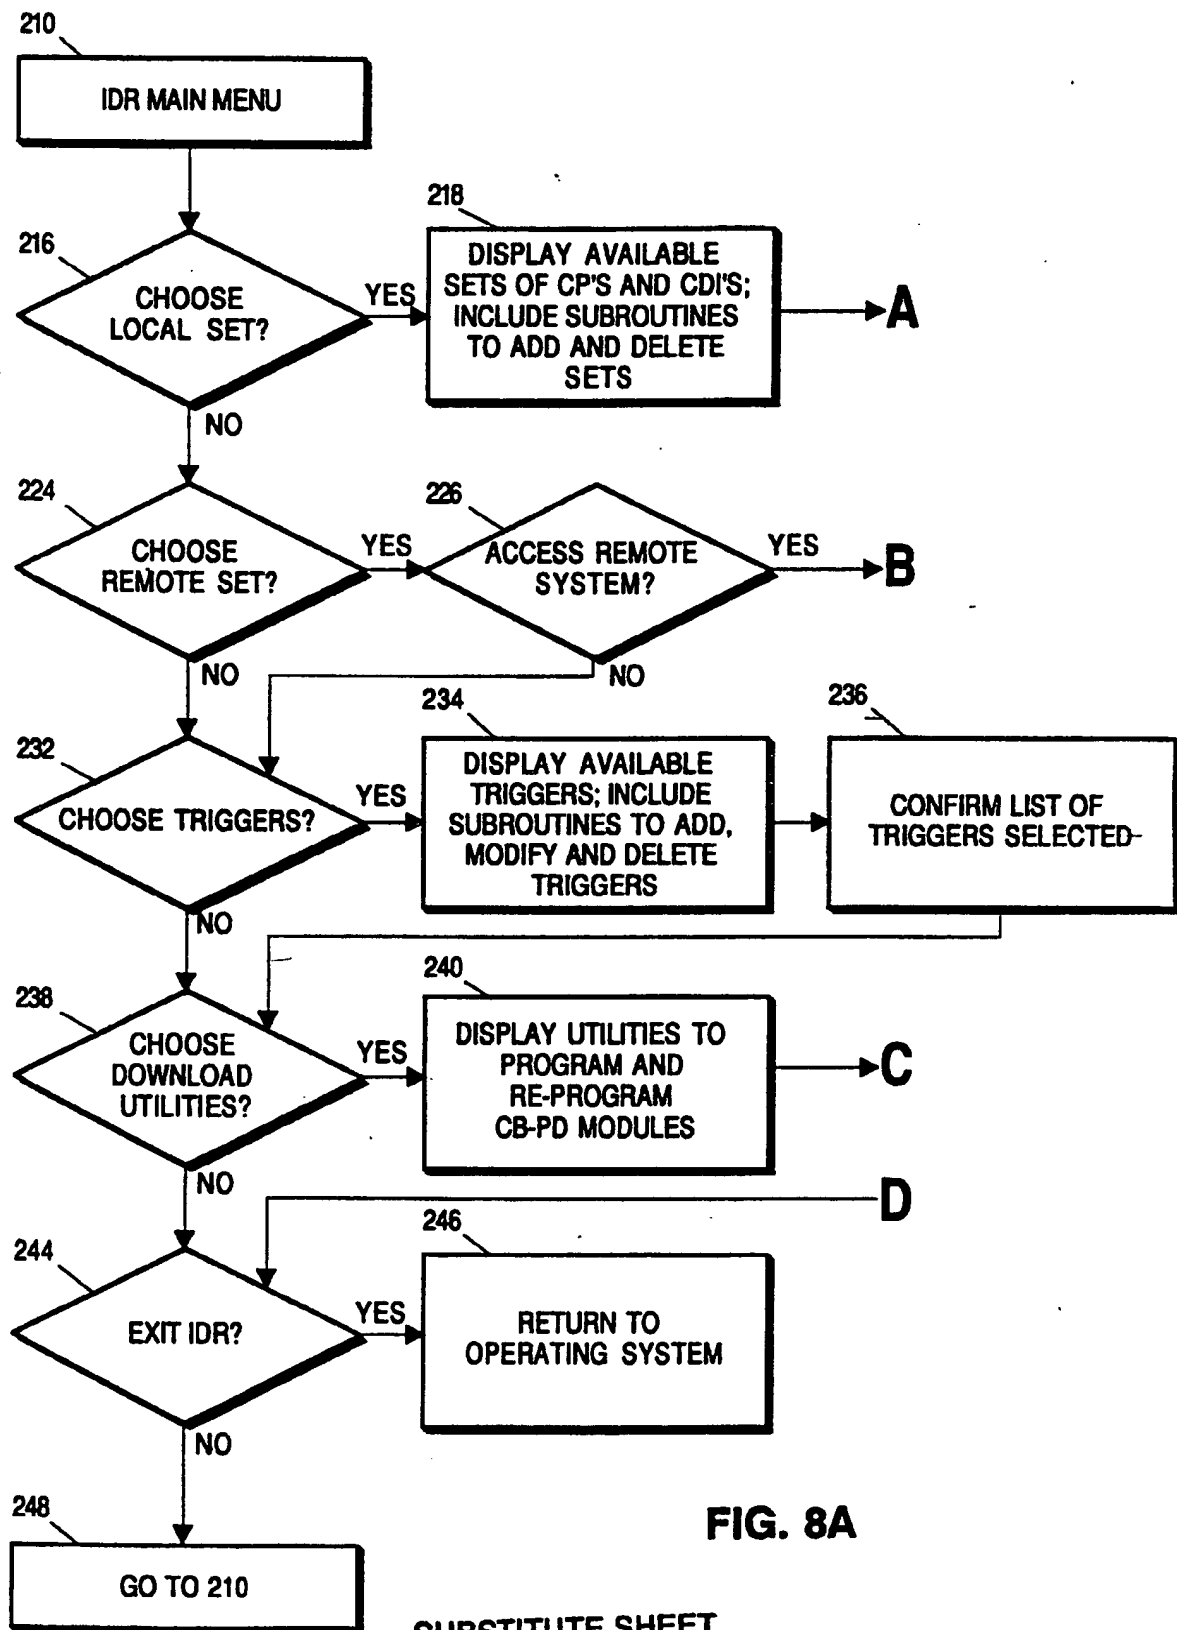 210
IDR MAIN MENU
216
CHOOSE
LOCAL SET?
YES
NO
218
DISPLAY AVAILABLE
SETS OF CP'S AND CDI'S;
INCLUDE SUBROUTINES
TO ADD AND DELETE
SETS
A
224
CHOOSE
REMOTE SET?
YES
NO
226
ACCESS REMOTE
SYSTEM?
YES
B
NO
232
CHOOSE TRIGGERS?
YES
NO
234
DISPLAY AVAILABLE
TRIGGERS; INCLUDE
SUBROUTINES TO ADD,
MODIFY AND DELETE
TRIGGERS
236
CONFIRM LIST OF
TRIGGERS SELECTED
238
CHOOSE
DOWNLOAD
UTILITIES?
YES
NO
240
DISPLAY UTILITIES TO
PROGRAM AND
RE-PROGRAM
CB-PD MODULES
C
D
244
EXIT IDR?
YES
NO
246
RETURN TO
OPERATING SYSTEM
248
GO TO 210
FIG. 8A
SUBSTITUTE SHEET